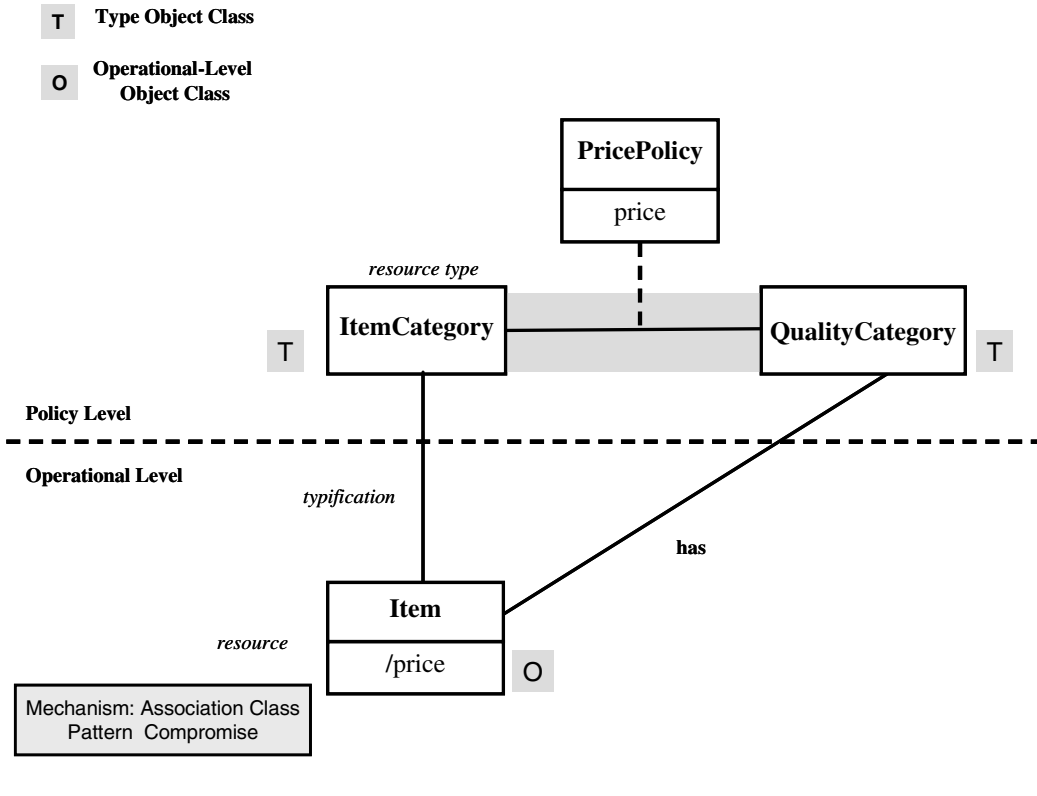 T Type Object Class
O Operational-Level
Object Class
PricePolicy
price
resource type
ItemCategory
QualityCategory
T
T
Policy Level
Operational Level
typification
has
Item
resource
/price
O
Mechanism: Association Class
Pattern Compromise